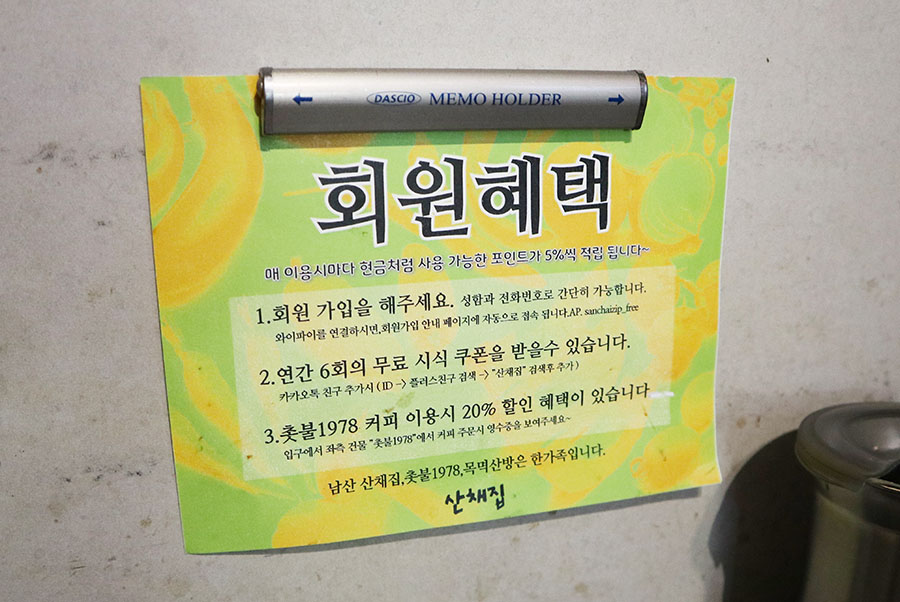 DASCIO MEMO HOLDER
회원혜택
매 이용시마다 현금처럼 사용 가능한 포인트가 5%씩 적립 됩니다~
1.회원 가입을 해주세요. 성함과 전화번호로 간단히 가능합니다.
와이파이를 연결하시면,회원가입 안내 페이지에 자동으로 접속 됩니다.AP. sanchaizip_free
2.연간 6회의 무료 시식 쿠폰을 받을수 있습니다.
카카오톡 친구 추가시 ( ID -> 플러스친구 검색 -> "산채집" 검색후 추가 )
3.촛불1978 커피 이용시 20% 할인 혜택이 있습니다
입구에서 좌측 건물 "촛불1978"에서 커피 주문시 영수증을 보여주세요~
남산 산채집,촛불1978,목멱산방은 한가족입니다.
산채집